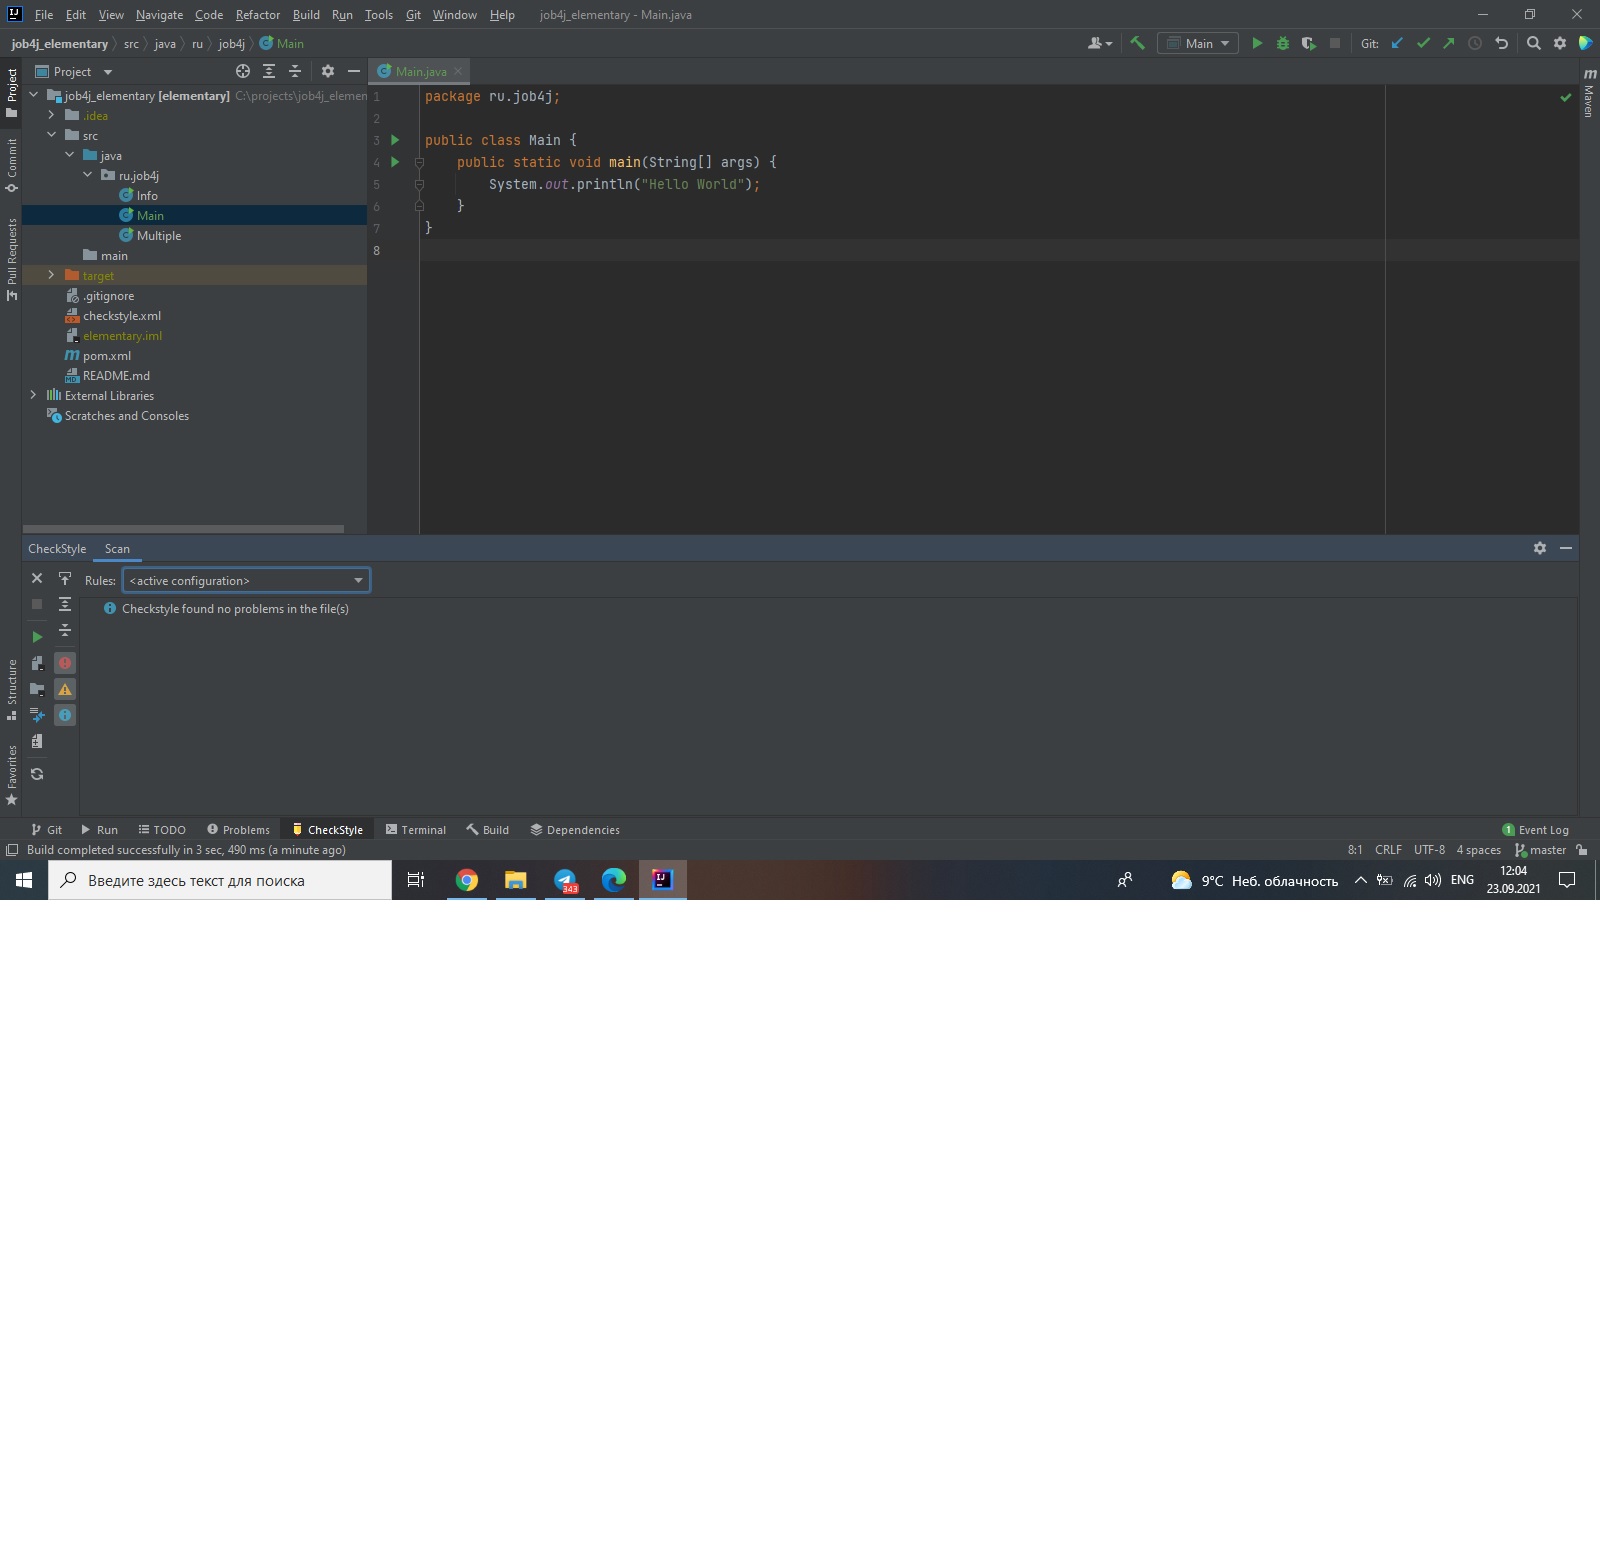 File Edit View Navigate Code Refactor Build Run Tools Git Window Help job4j_elementary - Main.java
job4j_elementary src java ru job4j Main
Main Git:
Project
Main.java
job4j_elementary [elementary] C:\projects\job4j_elemen
.idea
src
java
ru.job4j
Info
Main
Multiple
main
target
.gitignore
checkstyle.xml
elementary.iml
pom.xml
README.md
External Libraries
Scratches and Consoles
1 package ru.job4j;
2
3 public class Main {
4 public static void main(String[] args) {
5 System.out.println("Hello World");
6 }
7 }
8
Project
Commit
Pull Requests
Structure
Favorites
Maven
CheckStyle Scan
Rules: <active configuration>
Checkstyle found no problems in the file(s)
Git Run TODO Problems CheckStyle Terminal Build Dependencies Event Log
1
Build completed successfully in 3 sec, 490 ms (a minute ago) 8:1 CRLF UTF-8 4 spaces master
Введите здесь текст для поиска
343
9°C Неб. облачность ENG
12:04
23.09.2021